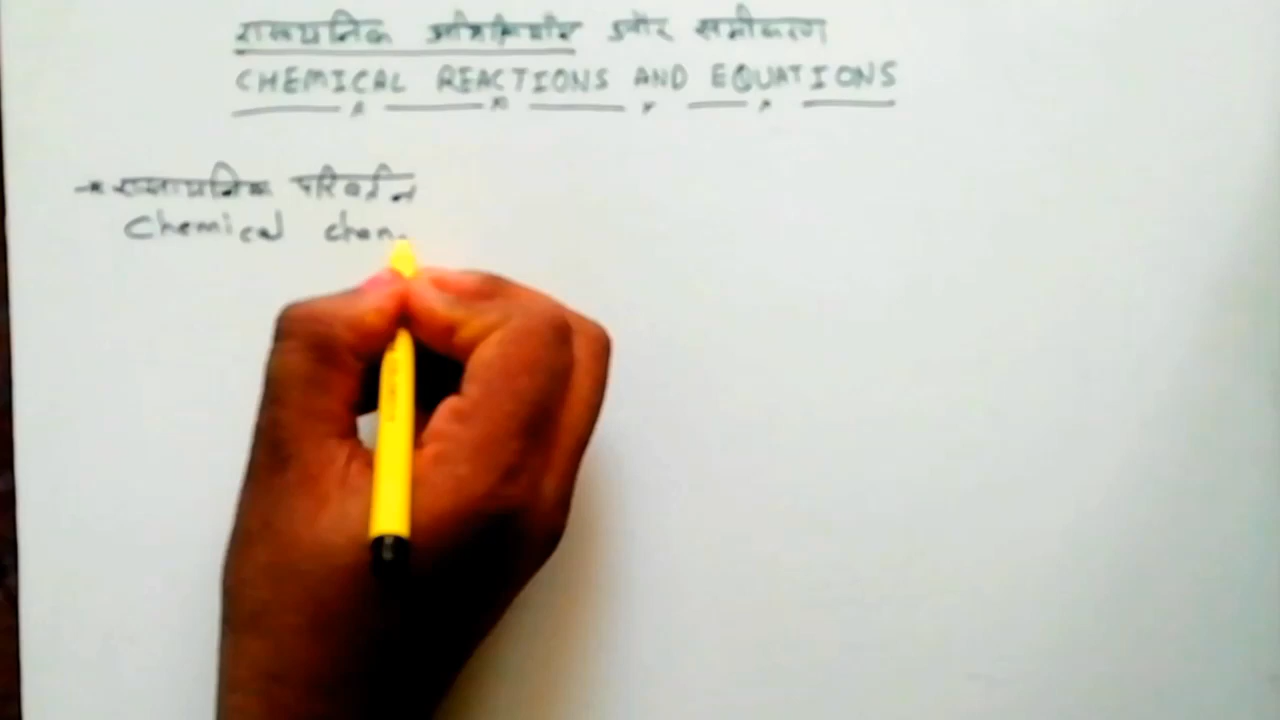 रासायनिक अभिक्रियाँए और समीकरण
CHEMICAL REACTIONS AND EQUATIONS
रासायनिक परिवर्तन
Chemical chan